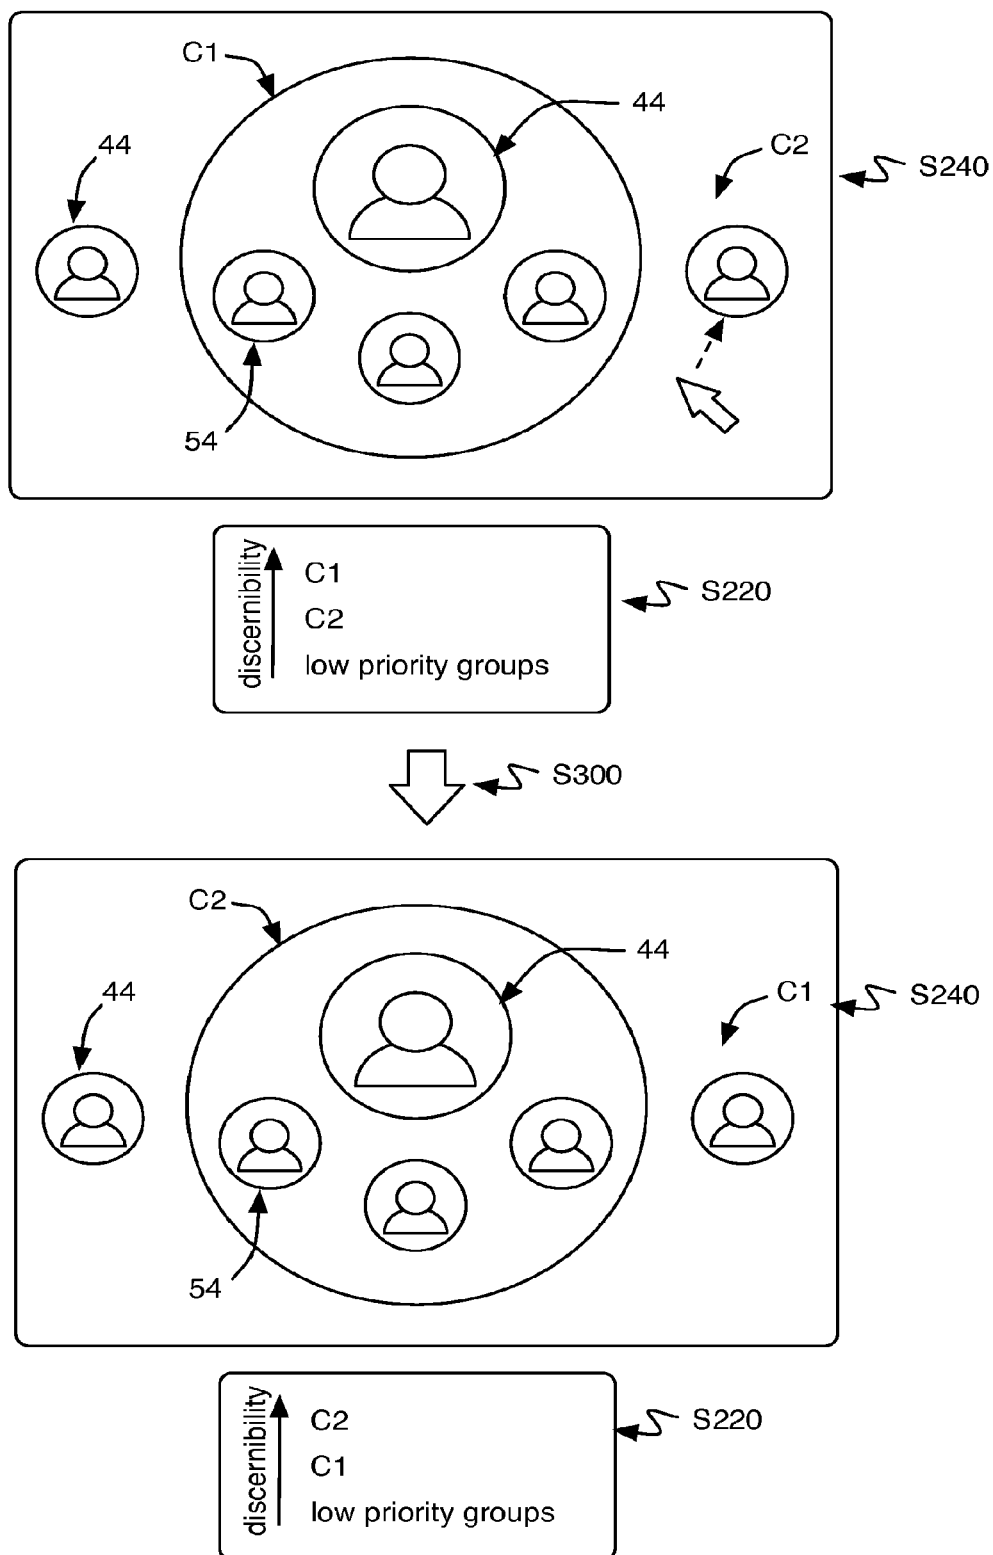 C1
44
44
C2
S240
54
discernibility
C1
C2
low priority groups
S220
S300
C2
44
44
C1
S240
54
discernibility
C2
C1
low priority groups
S220